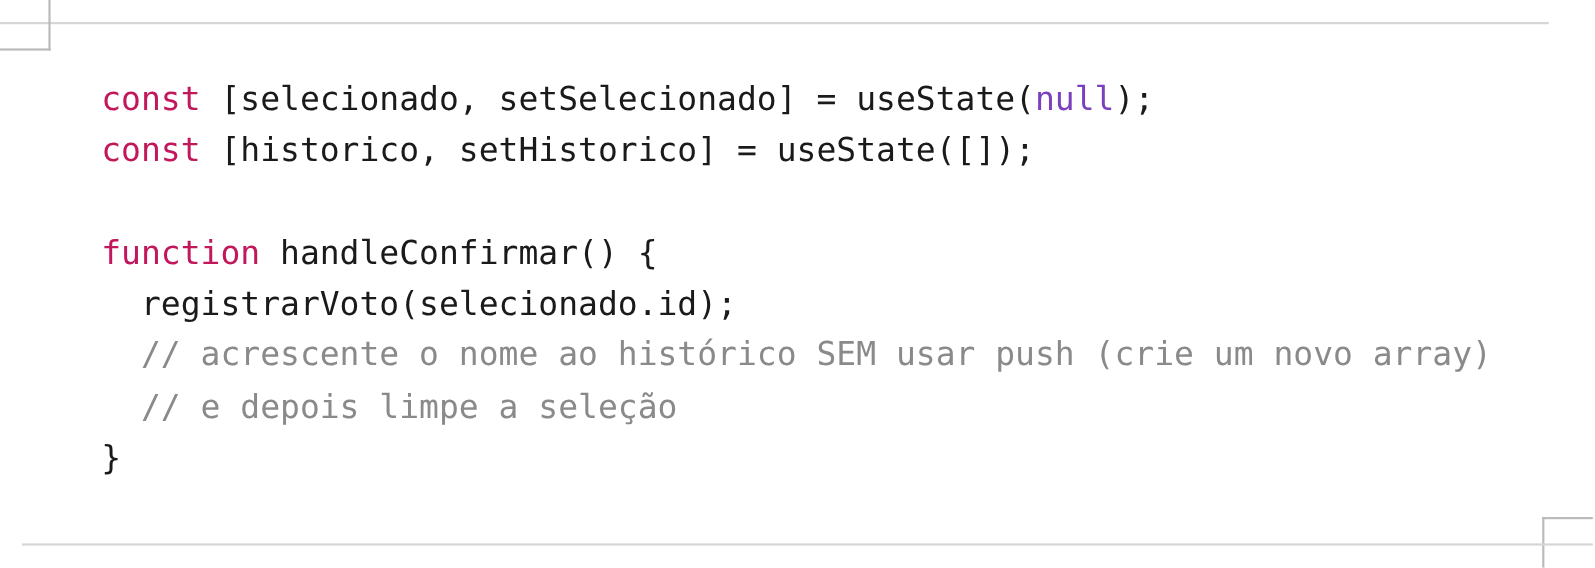 const [selecionado, setSelecionado] = useState(null);
const [historico, setHistorico] = useState([]);

function handleConfirmar() {
  registrarVoto(selecionado.id);
  // acrescente o nome ao histórico SEM usar push (crie um novo array)
  // e depois limpe a seleção
}